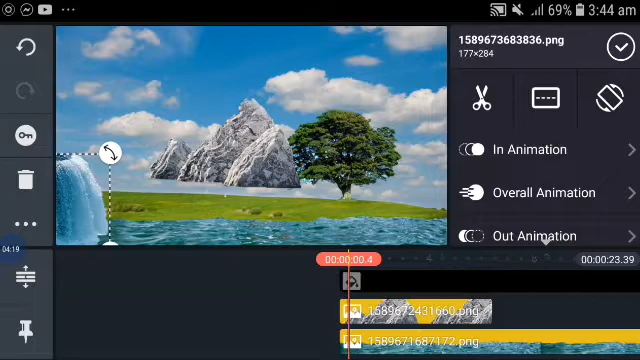 69% 3:44 am
1589673683836.png
177×284
In Animation
Overall Animation
Out Animation
04:19
00:00:00.4
00:00:23.39
1589672431660.png
1589671687172.png